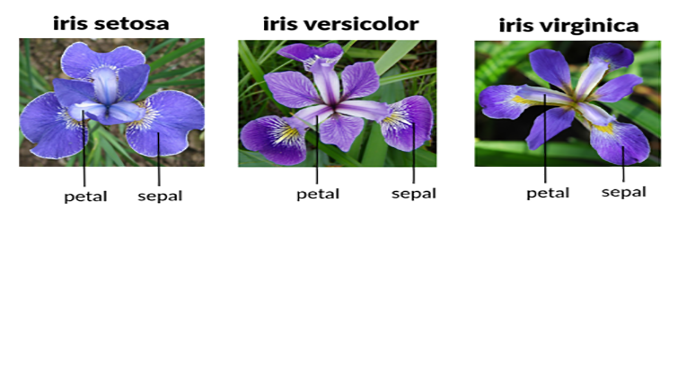 iris setosa
iris versicolor
iris virginica
petal
sepal
petal
sepal
petal
sepal